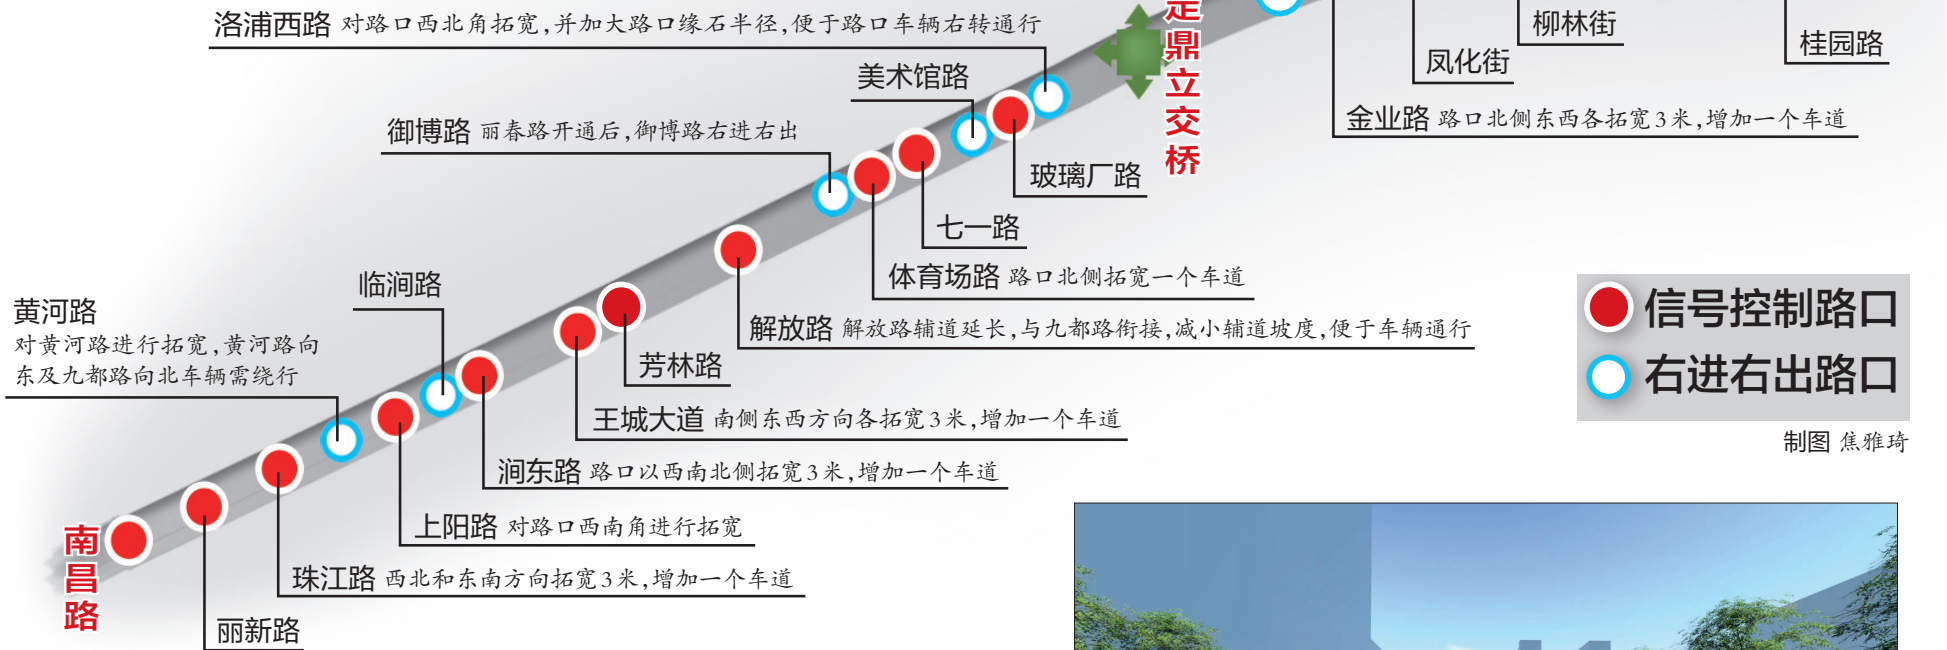 洛浦西路 对路口西北角拓宽,并加大路口缘石半径,便于路口车辆右转通行
鼎立交桥
柳林街
桂园路
凤化街
美术馆路
金业路 路口北侧东西各拓宽3米,增加一个车道
御博路 丽春路开通后,御博路右进右出
玻璃厂路
七一路
体育场路 路口北侧拓宽一个车道
临涧路
黄河路
对黄河路进行拓宽,黄河路向
东及九都路向北车辆需绕行
解放路 解放路辅道延长,与九都路衔接,减小辅道坡度,便于车辆通行
芳林路
王城大道 南侧东西方向各拓宽3米,增加一个车道
涧东路 路口以西南北侧拓宽3米,增加一个车道
上阳路 对路口西南角进行拓宽
珠江路 西北和东南方向拓宽3米,增加一个车道
丽新路
南昌路
信号控制路口
右进右出路口
制图 焦雅琦